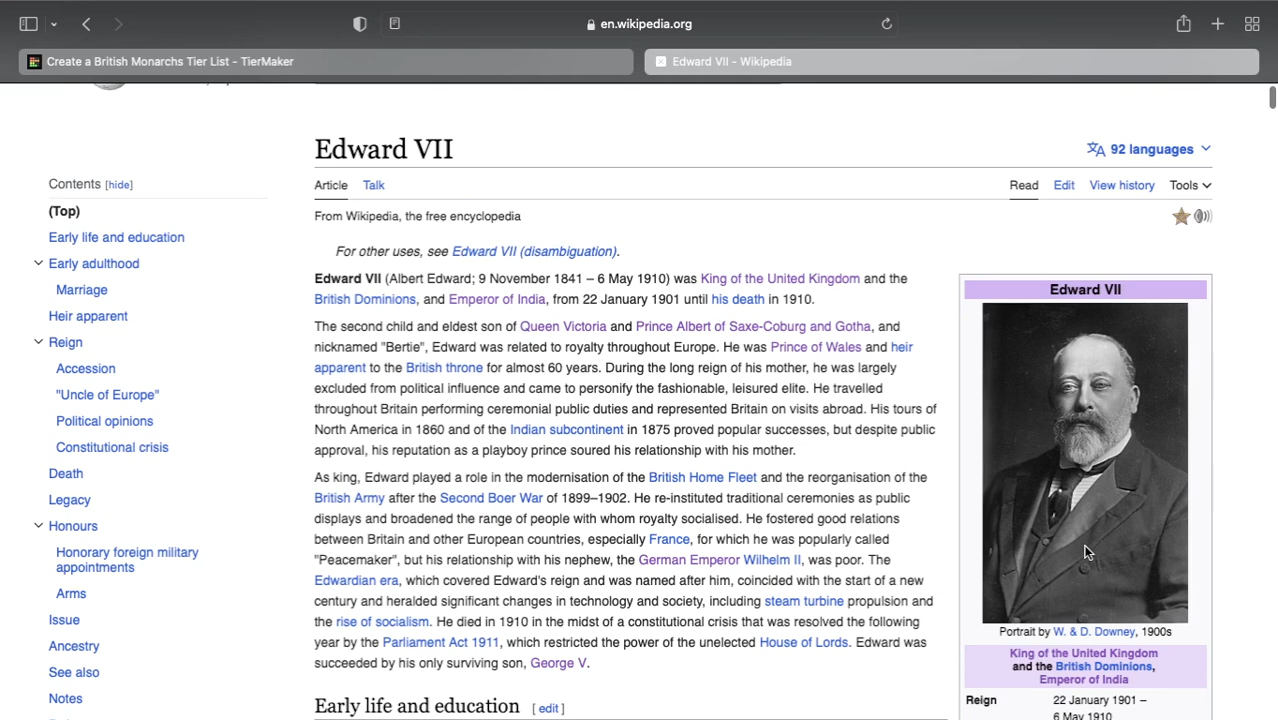 en.wikipedia.org
Create a British Monarchs Tier List - TierMaker
Edward VII - Wikipedia
Edward VII
92 languages
Contents [hide]
(Top)
Early life and education
Early adulthood
Marriage
Heir apparent
Reign
Accession
"Uncle of Europe"
Political opinions
Constitutional crisis
Death
Legacy
Honours
Honorary foreign military
appointments
Arms
Issue
Ancestry
See also
Notes
Article Talk
Read Edit View history Tools
From Wikipedia, the free encyclopedia
For other uses, see Edward VII (disambiguation).
Edward VII (Albert Edward; 9 November 1841 – 6 May 1910) was King of the United Kingdom and the
British Dominions, and Emperor of India, from 22 January 1901 until his death in 1910.
The second child and eldest son of Queen Victoria and Prince Albert of Saxe-Coburg and Gotha, and
nicknamed "Bertie", Edward was related to royalty throughout Europe. He was Prince of Wales and heir
apparent to the British throne for almost 60 years. During the long reign of his mother, he was largely
excluded from political influence and came to personify the fashionable, leisured elite. He travelled
throughout Britain performing ceremonial public duties and represented Britain on visits abroad. His tours of
North America in 1860 and of the Indian subcontinent in 1875 proved popular successes, but despite public
approval, his reputation as a playboy prince soured his relationship with his mother.
As king, Edward played a role in the modernisation of the British Home Fleet and the reorganisation of the
British Army after the Second Boer War of 1899–1902. He re-instituted traditional ceremonies as public
displays and broadened the range of people with whom royalty socialised. He fostered good relations
between Britain and other European countries, especially France, for which he was popularly called
"Peacemaker", but his relationship with his nephew, the German Emperor Wilhelm II, was poor. The
Edwardian era, which covered Edward's reign and was named after him, coincided with the start of a new
century and heralded significant changes in technology and society, including steam turbine propulsion and
the rise of socialism. He died in 1910 in the midst of a constitutional crisis that was resolved the following
year by the Parliament Act 1911, which restricted the power of the unelected House of Lords. Edward was
succeeded by his only surviving son, George V.
Early life and education [ edit ]
Edward VII
Portrait by W. & D. Downey, 1900s
King of the United Kingdom
and the British Dominions,
Emperor of India
Reign 22 January 1901 –
6 May 1910